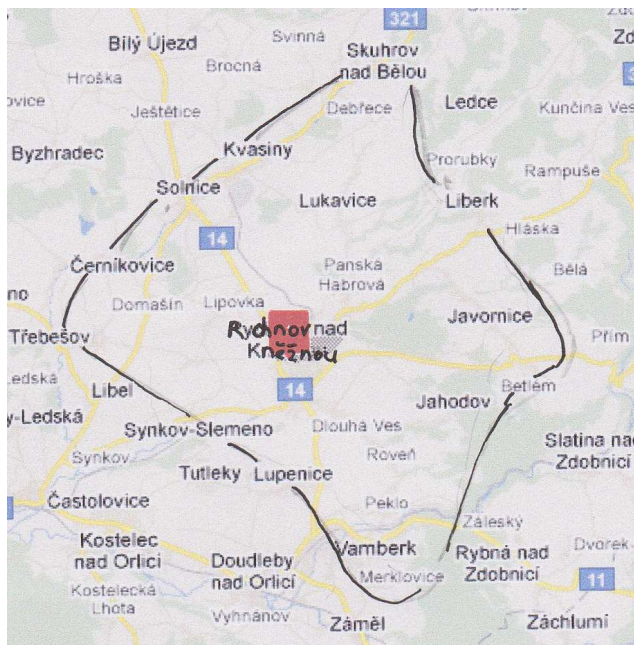 321
Svinná
Bílý Újezd
Skuhrov
nad Bělou
Brocná
Hroška
Ještětice
Debřece
Ledce
Kunčina Ves
Byzhradec
Kvasiny
Prorubky
Rampuše
Solnice
Lukavice
Liberk
Hláska
14
Černíkovice
Panská
Habrová
Bělá
Domašín
Lipovka
Javornice
Třebešov
Rychnov nad
Kněžnou
Přím
Ledská
Libel
14
Betlém
Jahodov
y-Ledská
Synkov-Slemeno
Dlouhá Ves
Slatina nad
Zdobnicí
Synkov
Roveň
Tutleky
Lupenice
Častolovice
Peklo
Záleský
Kostelec
nad Orlicí
Doudleby
nad Orlicí
Vamberk
Rybná nad
Zdobnicí
Dvorek
Merklovice
11
Kostelecká
Lhota
Vyhnánov
Záměl
Záchlumí